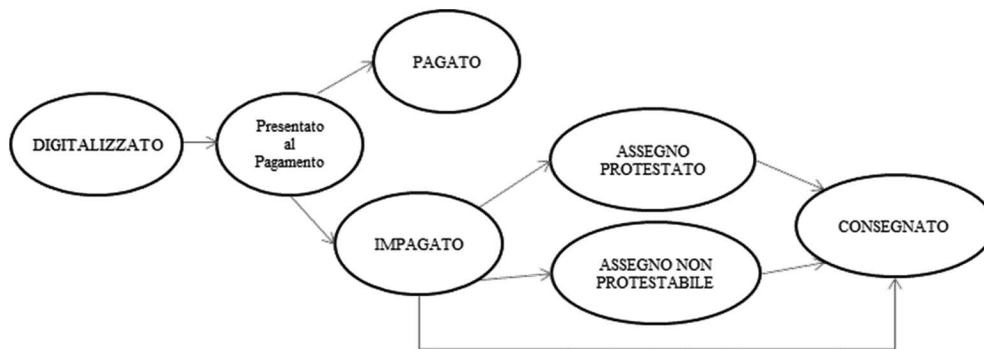 PAGATO
DIGITALIZZATO
Presentato
al
Pagamento
ASSEGNO
PROTESTATO
IMPAGATO
CONSEGNATO
ASSEGNO NON
PROTESTABILE